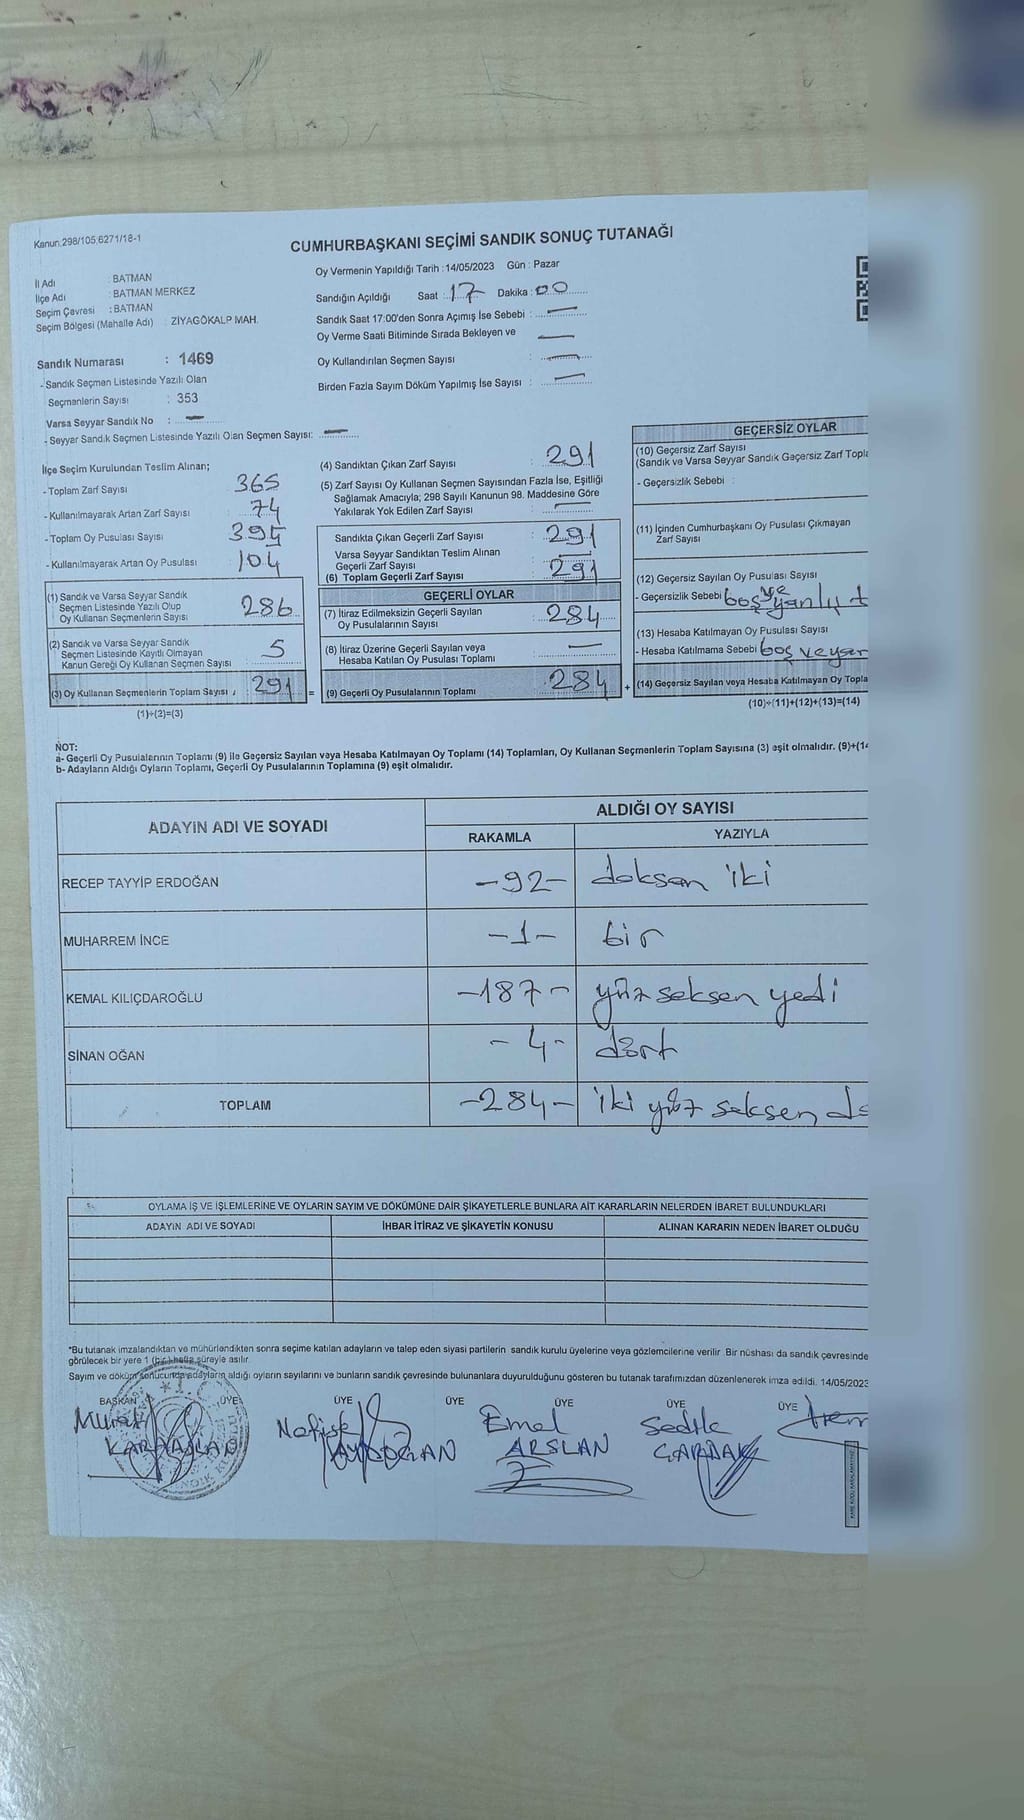 Kanun.298/105,6271/18-1
CUMHURBAŞKANI SEÇİMİ SANDIK SONUÇ TUTANAĞI
İl Adı : BATMAN
İlçe Adı : BATMAN MERKEZ
Seçim Çevresi : BATMAN
Seçim Bölgesi (Mahalle Adı) : ZİYAGÖKALP MAH.
Oy Vermenin Yapıldığı Tarih : 14/05/2023 Gün : Pazar
Sandığın Açıldığı Saat : 17 Dakika : 00
Sandık Saat 17:00'den Sonra Açımış İse Sebebi : —
Oy Verme Saati Bitiminde Sırada Bekleyen ve —
Oy Kullandırılan Seçmen Sayısı : —
Birden Fazla Sayım Döküm Yapılmış İse Sayısı : —
Sandık Numarası : 1469
- Sandık Seçmen Listesinde Yazılı Olan
Seçmenlerin Sayısı : 353
Varsa Seyyar Sandık No : —
- Seyyar Sandık Seçmen Listesinde Yazılı Olan Seçmen Sayısı: —
İlçe Seçim Kurulundan Teslim Alınan;
- Toplam Zarf Sayısı 365
- Kullanılmayarak Artan Zarf Sayısı 74
- Toplam Oy Pusulası Sayısı 395
- Kullanılmayarak Artan Oy Pusulası 104
(1) Sandık ve Varsa Seyyar Sandık
Seçmen Listesinde Yazılı Olup
Oy Kullanan Seçmenlerin Sayısı 286
(2) Sandık ve Varsa Seyyar Sandık
Seçmen Listesinde Kayıtlı Olmayan
Kanun Gereği Oy Kullanan Seçmen Sayısı 5
(3) Oy Kullanan Seçmenlerin Toplam Sayısı 291 =
(1)+(2)=(3)
(4) Sandıktan Çıkan Zarf Sayısı : 291
(5) Zarf Sayısı Oy Kullanan Seçmen Sayısından Fazla İse, Eşitliği
Sağlamak Amacıyla; 298 Sayılı Kanunun 98. Maddesine Göre
Yakılarak Yok Edilen Zarf Sayısı : —
Sandıkta Çıkan Geçerli Zarf Sayısı : 291
Varsa Seyyar Sandıktan Teslim Alınan
Geçerli Zarf Sayısı : —
(6) Toplam Geçerli Zarf Sayısı : 291
GEÇERLİ OYLAR
(7) İtiraz Edilmeksizin Geçerli Sayılan
Oy Pusulalarının Sayısı : 284
(8) İtiraz Üzerine Geçerli Sayılan veya
Hesaba Katılan Oy Pusulası Toplamı : —
(9) Geçerli Oy Pusulalarının Toplamı : 284 +
GEÇERSİZ OYLAR
(10) Geçersiz Zarf Sayısı
(Sandık ve Varsa Seyyar Sandık Geçersiz Zarf Topla
- Geçersizlik Sebebi :
(11) İçinden Cumhurbaşkanı Oy Pusulası Çıkmayan
Zarf Sayısı
(12) Geçersiz Sayılan Oy Pusulası Sayısı
- Geçersizlik Sebebi boş ve yanlış
(13) Hesaba Katılmayan Oy Pusulası Sayısı
- Hesaba Katılmama Sebebi boş
(14) Geçersiz Sayılan veya Hesaba Katılmayan Oy Topla
(10)+(11)+(12)+(13)=(14)
NOT:
a- Geçerli Oy Pusulalarının Toplamı (9) ile Geçersiz Sayılan veya Hesaba Katılmayan Oy Toplamı (14) Toplamları, Oy Kullanan Seçmenlerin Toplam Sayısına (3) eşit olmalıdır. (9)+(14
b- Adayların Aldığı Oyların Toplamı, Geçerli Oy Pusulalarının Toplamına (9) eşit olmalıdır.
ADAYIN ADI VE SOYADI ALDIĞI OY SAYISI
RAKAMLA YAZIYLA
RECEP TAYYİP ERDOĞAN -92- doksan iki
MUHARREM İNCE -1- bir
KEMAL KILIÇDAROĞLU -187- yüz seksen yedi
SİNAN OĞAN -4- dört
TOPLAM -284- iki yüz seksen dö
OYLAMA İŞ VE İŞLEMLERİNE VE OYLARIN SAYIM VE DÖKÜMÜNE DAİR ŞİKAYETLERLE BUNLARA AİT KARARLARIN NELERDEN İBARET BULUNDUKLARI
ADAYIN ADI VE SOYADI İHBAR İTİRAZ VE ŞİKAYETİN KONUSU ALINAN KARARIN NEDEN İBARET OLDUĞU
*Bu tutanak imzalandıktan ve mühürlendikten sonra seçime katılan adayların ve talep eden siyasi partilerin sandık kurulu üyelerine veya gözlemcilerine verilir. Bir nüshası da sandık çevresinde
görülecek bir yere 1 (bir) hafta süreyle asılır.
Sayım ve döküm sonucunda adayların aldığı oyların sayılarını ve bunların sandık çevresinde bulunanlara duyurulduğunu gösteren bu tutanak tarafımızdan düzenlenerek imza edildi. 14/05/2023
BAŞKAN ÜYE ÜYE ÜYE ÜYE ÜYE ÜYE
Murat Nafise Emel Sedle
KARAASLAN AYDOĞAN ARSLAN